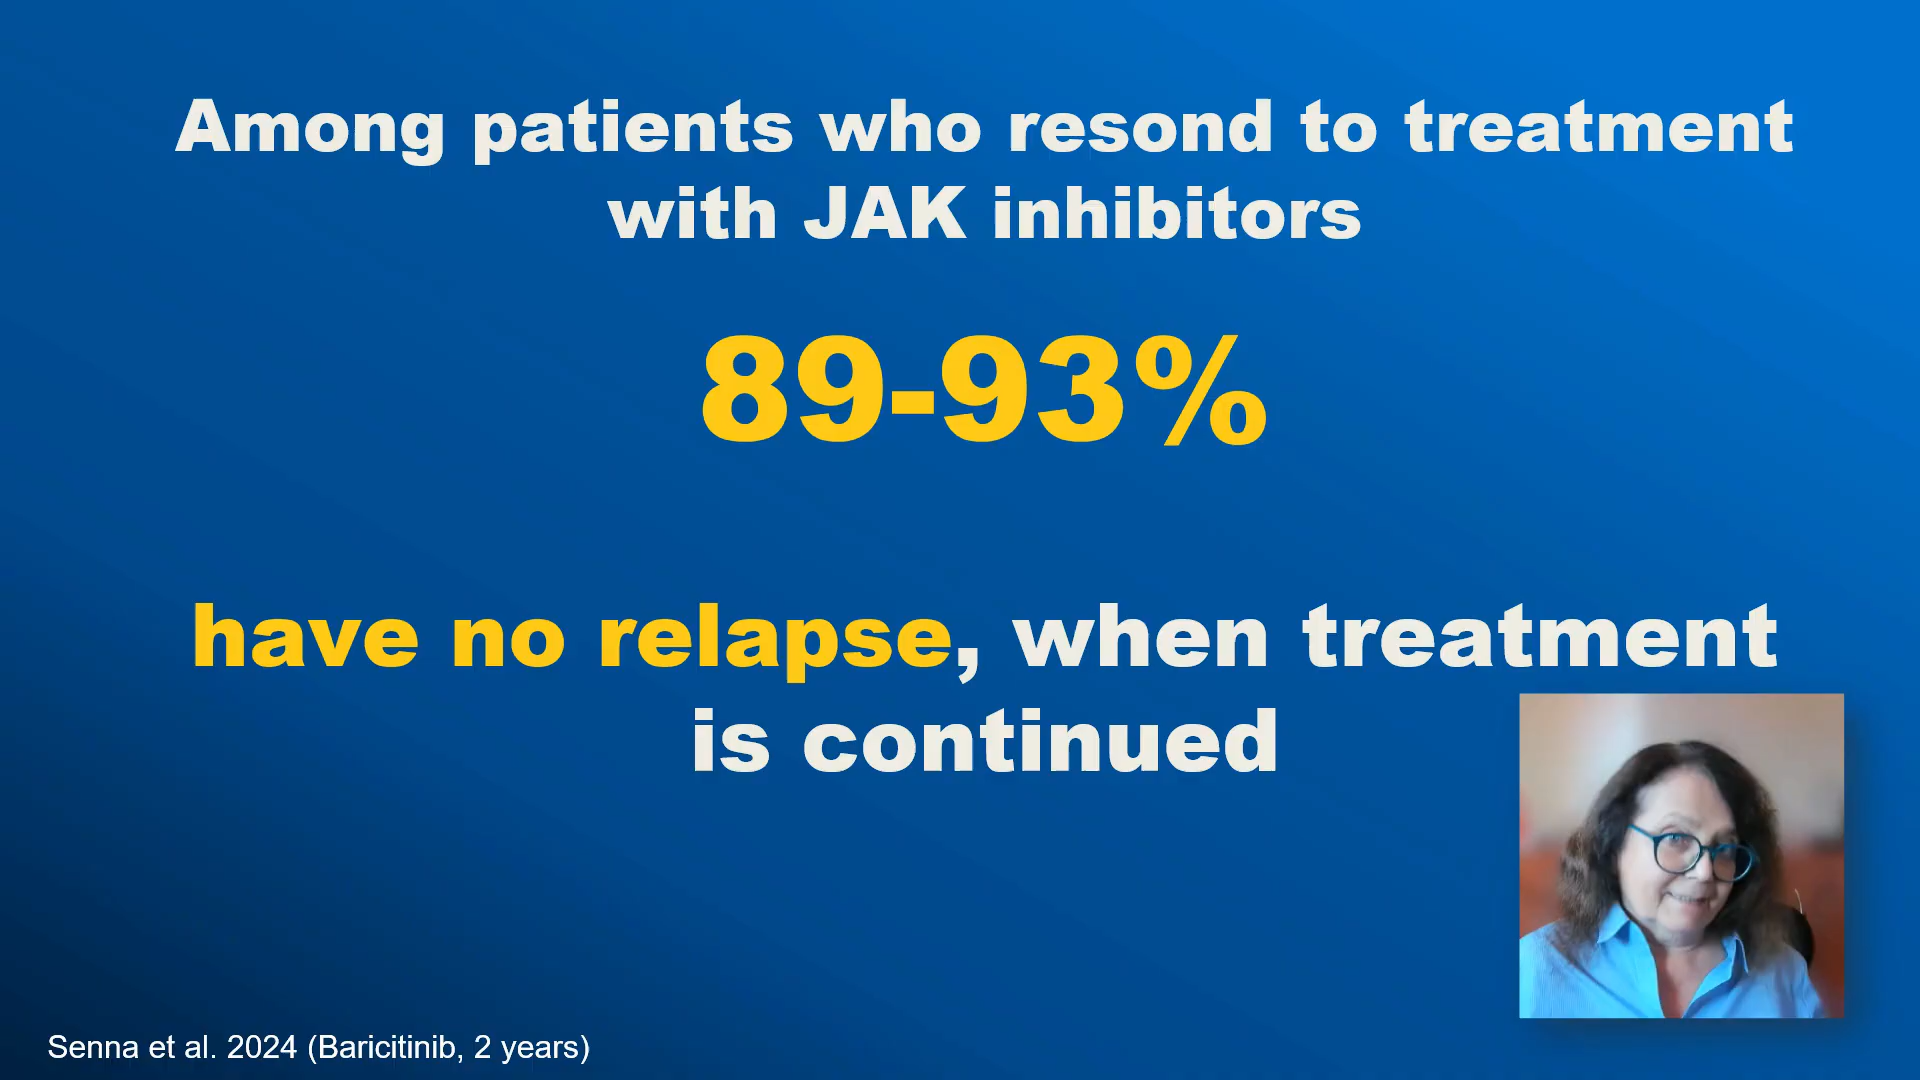 Among patients who resond to treatment
with JAK inhibitors
89-93%
have no relapse, when treatment
is continued
Senna et al. 2024 (Baricitinib, 2 years)